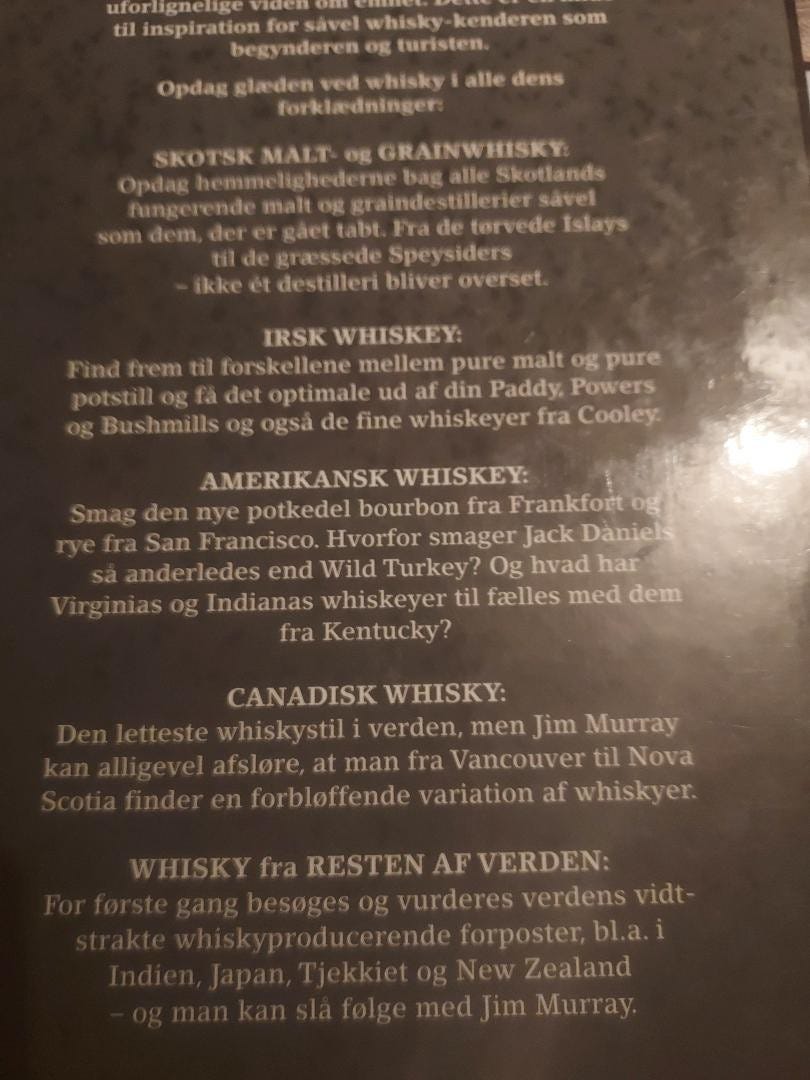 uforlignelige viden om emnet. Dette er en
til inspiration for såvel whisky-kenderen som
begynderen og turisten.
Opdag glæden ved whisky i alle dens
forklædninger:
SKOTSK MALT- og GRAINWHISKY:
Opdag hemmelighederne bag alle Skotlands
fungerende malt og graindestillerier såvel
som dem, der er gået tabt. Fra de tørvede Islays
til de græssede Speysiders
– ikke ét destilleri bliver overset.
IRSK WHISKEY:
Find frem til forskellene mellem pure malt og pure
potstill og få det optimale ud af din Paddy, Powers
og Bushmills og også de fine whiskeyer fra Cooley.
AMERIKANSK WHISKEY:
Smag den nye potkedel bourbon fra Frankfort og
rye fra San Francisco. Hvorfor smager Jack Daniels
så anderledes end Wild Turkey? Og hvad har
Virginias og Indianas whiskeyer til fælles med dem
fra Kentucky?
CANADISK WHISKY:
Den letteste whiskystil i verden, men Jim Murray
kan alligevel afsløre, at man fra Vancouver til Nova
Scotia finder en forbløffende variation af whiskyer.
WHISKY fra RESTEN AF VERDEN:
For første gang besøges og vurderes verdens vidt-
strakte whiskyproducerende forposter, bl.a. i
Indien, Japan, Tjekkiet og New Zealand
– og man kan slå følge med Jim Murray.